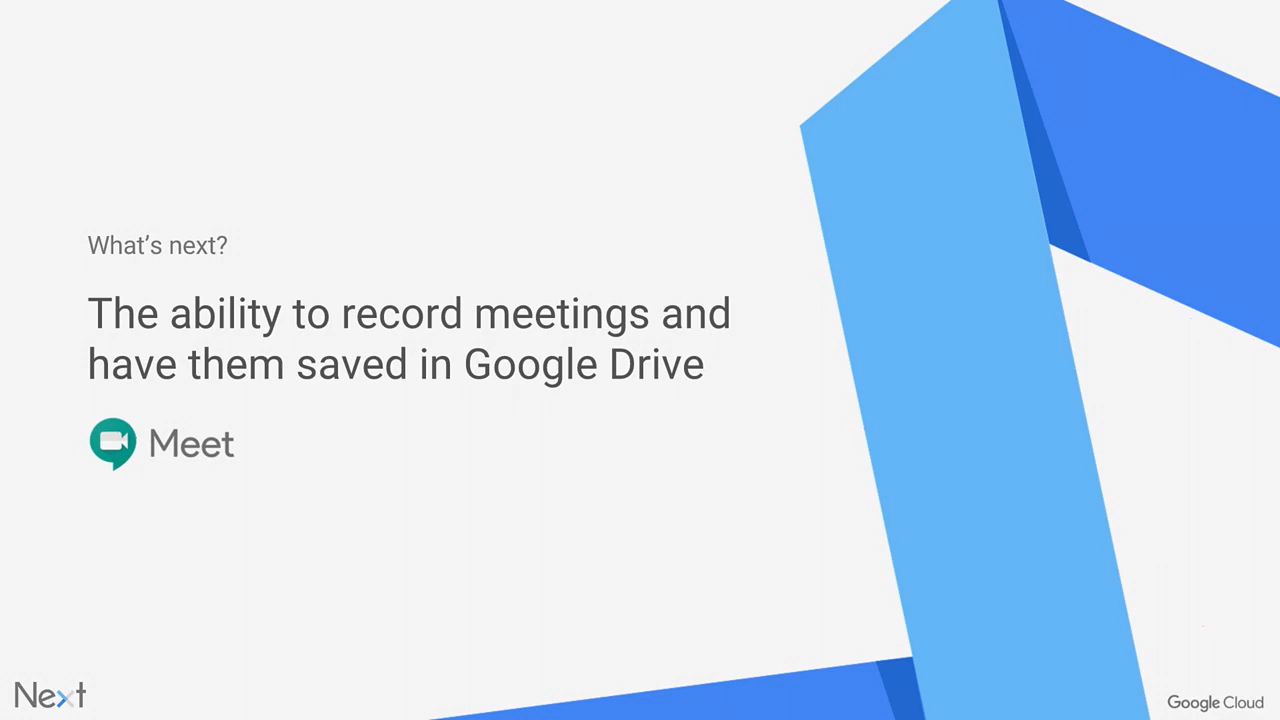 What’s next?
The ability to record meetings and
have them saved in Google Drive
Meet
Next
Google Cloud